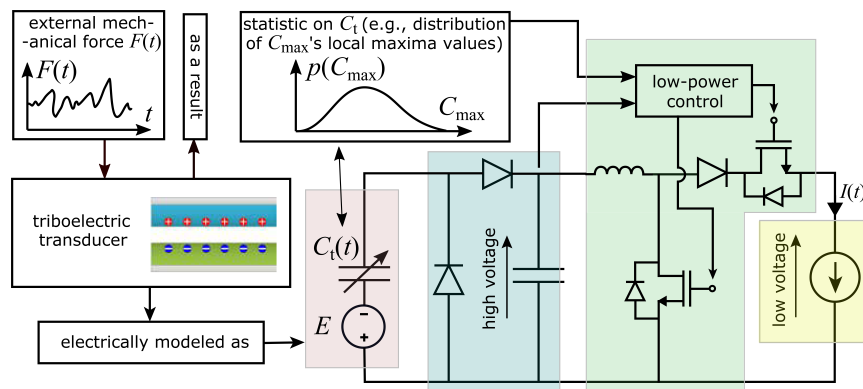 external mech-
-anical force F(t)
F(t)
t
as a result
statistic on Ct (e.g., distribution
of Cmax's local maxima values)
p(Cmax)
Cmax
low-power
control
triboelectric
transducer
Ct(t)
E
- 
+
high voltage
I(t)
low voltage
electrically modeled as